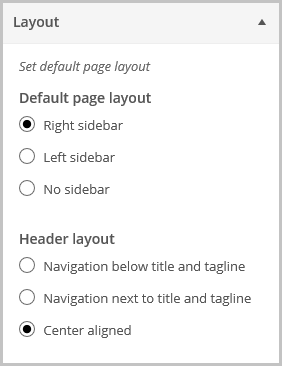 Layout
Set default page layout
Default page layout
Right sidebar
Left sidebar
No sidebar
Header layout
Navigation below title and tagline
Navigation next to title and tagline
Center aligned